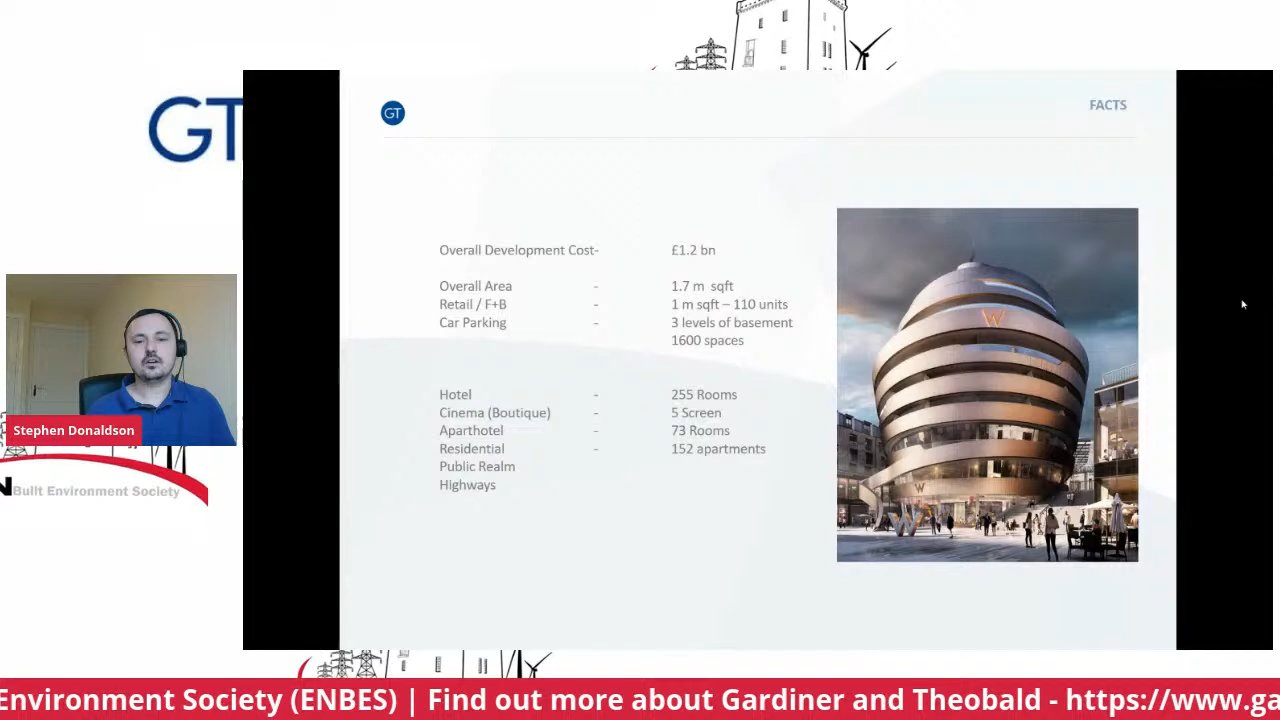 GT
GT
FACTS
Overall Development Cost- £1.2 bn
Overall Area - 1.7 m sqft
Retail / F+B - 1 m sqft – 110 units
Car Parking - 3 levels of basement
1600 spaces
Hotel - 255 Rooms
Cinema (Boutique) - 5 Screen
Aparthotel - 73 Rooms
Residential - 152 apartments
Public Realm
Highways
W
W
W
Stephen Donaldson
N Built Environment Society
Environment Society (ENBES) | Find out more about Gardiner and Theobald - https://www.ga